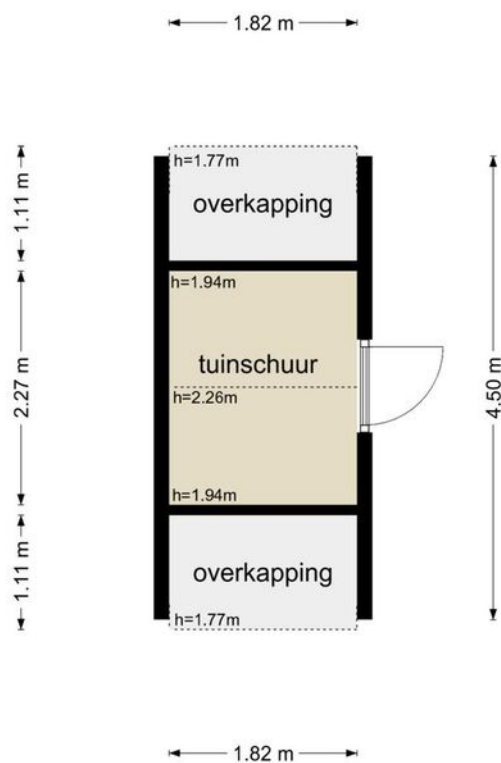 1.82 m
h=1.77m
overkapping
1.11 m
h=1.94m
tuinschuur
h=2.26m
2.27 m
4.50 m
h=1.94m
overkapping
1.11 m
h=1.77m
1.82 m